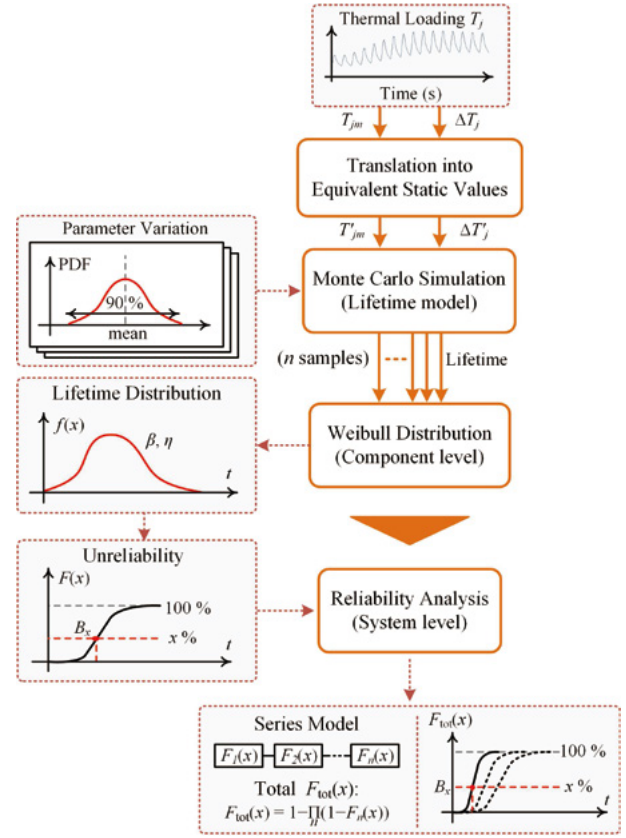 Thermal Loading Tj
Time (s)
Tjm
ΔTj
Translation into
Equivalent Static Values
T'jm
ΔT'j
Parameter Variation
PDF
90 %
mean
Monte Carlo Simulation
(Lifetime model)
(n samples)
Lifetime
Lifetime Distribution
f(x)
β, η
t
Weibull Distribution
(Component level)
Unreliability
F(x)
100 %
Bx
x %
t
Reliability Analysis
(System level)
Series Model
F1(x)
F2(x)
Fn(x)
Total Ftot(x):
Ftot(x) = 1−∏n(1−Fn(x))
Ftot(x)
100 %
Bx
x %
t